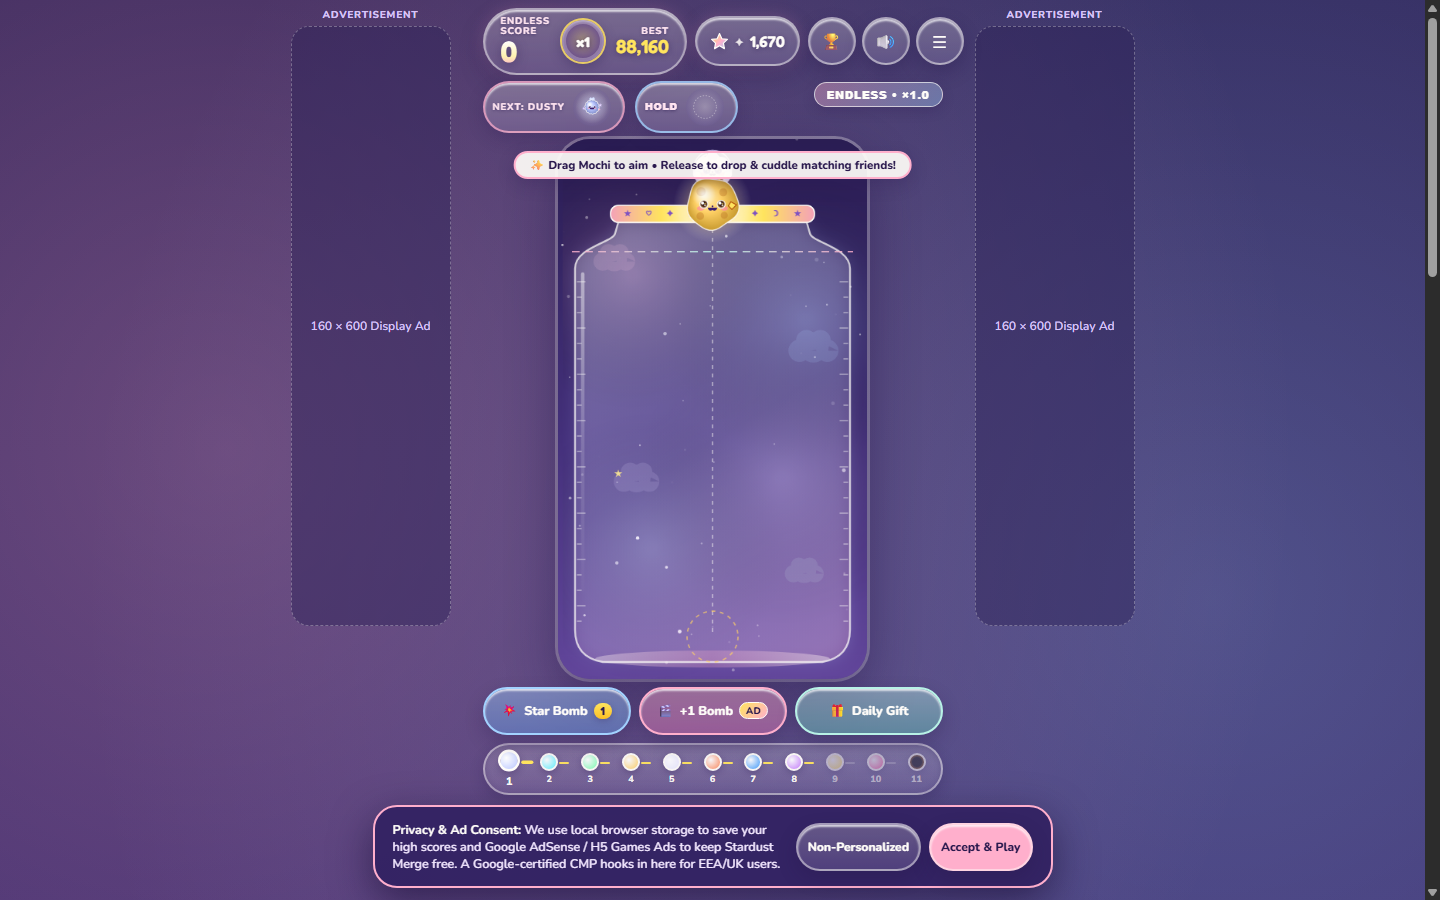 ADVERTISEMENT
ENDLESS
SCORE
0
×1
BEST
88,160
1,670
ADVERTISEMENT
NEXT: DUSTY
HOLD
ENDLESS • ×1.0
✨ Drag Mochi to aim • Release to drop & cuddle matching friends!
160 × 600 Display Ad
160 × 600 Display Ad
Star Bomb 1
+1 Bomb AD
Daily Gift
1 2 3 4 5 6 7 8 9 10 11
Privacy & Ad Consent: We use local browser storage to save your
high scores and Google AdSense / H5 Games Ads to keep Stardust
Merge free. A Google-certified CMP hooks in here for EEA/UK users.
Non-Personalized
Accept & Play